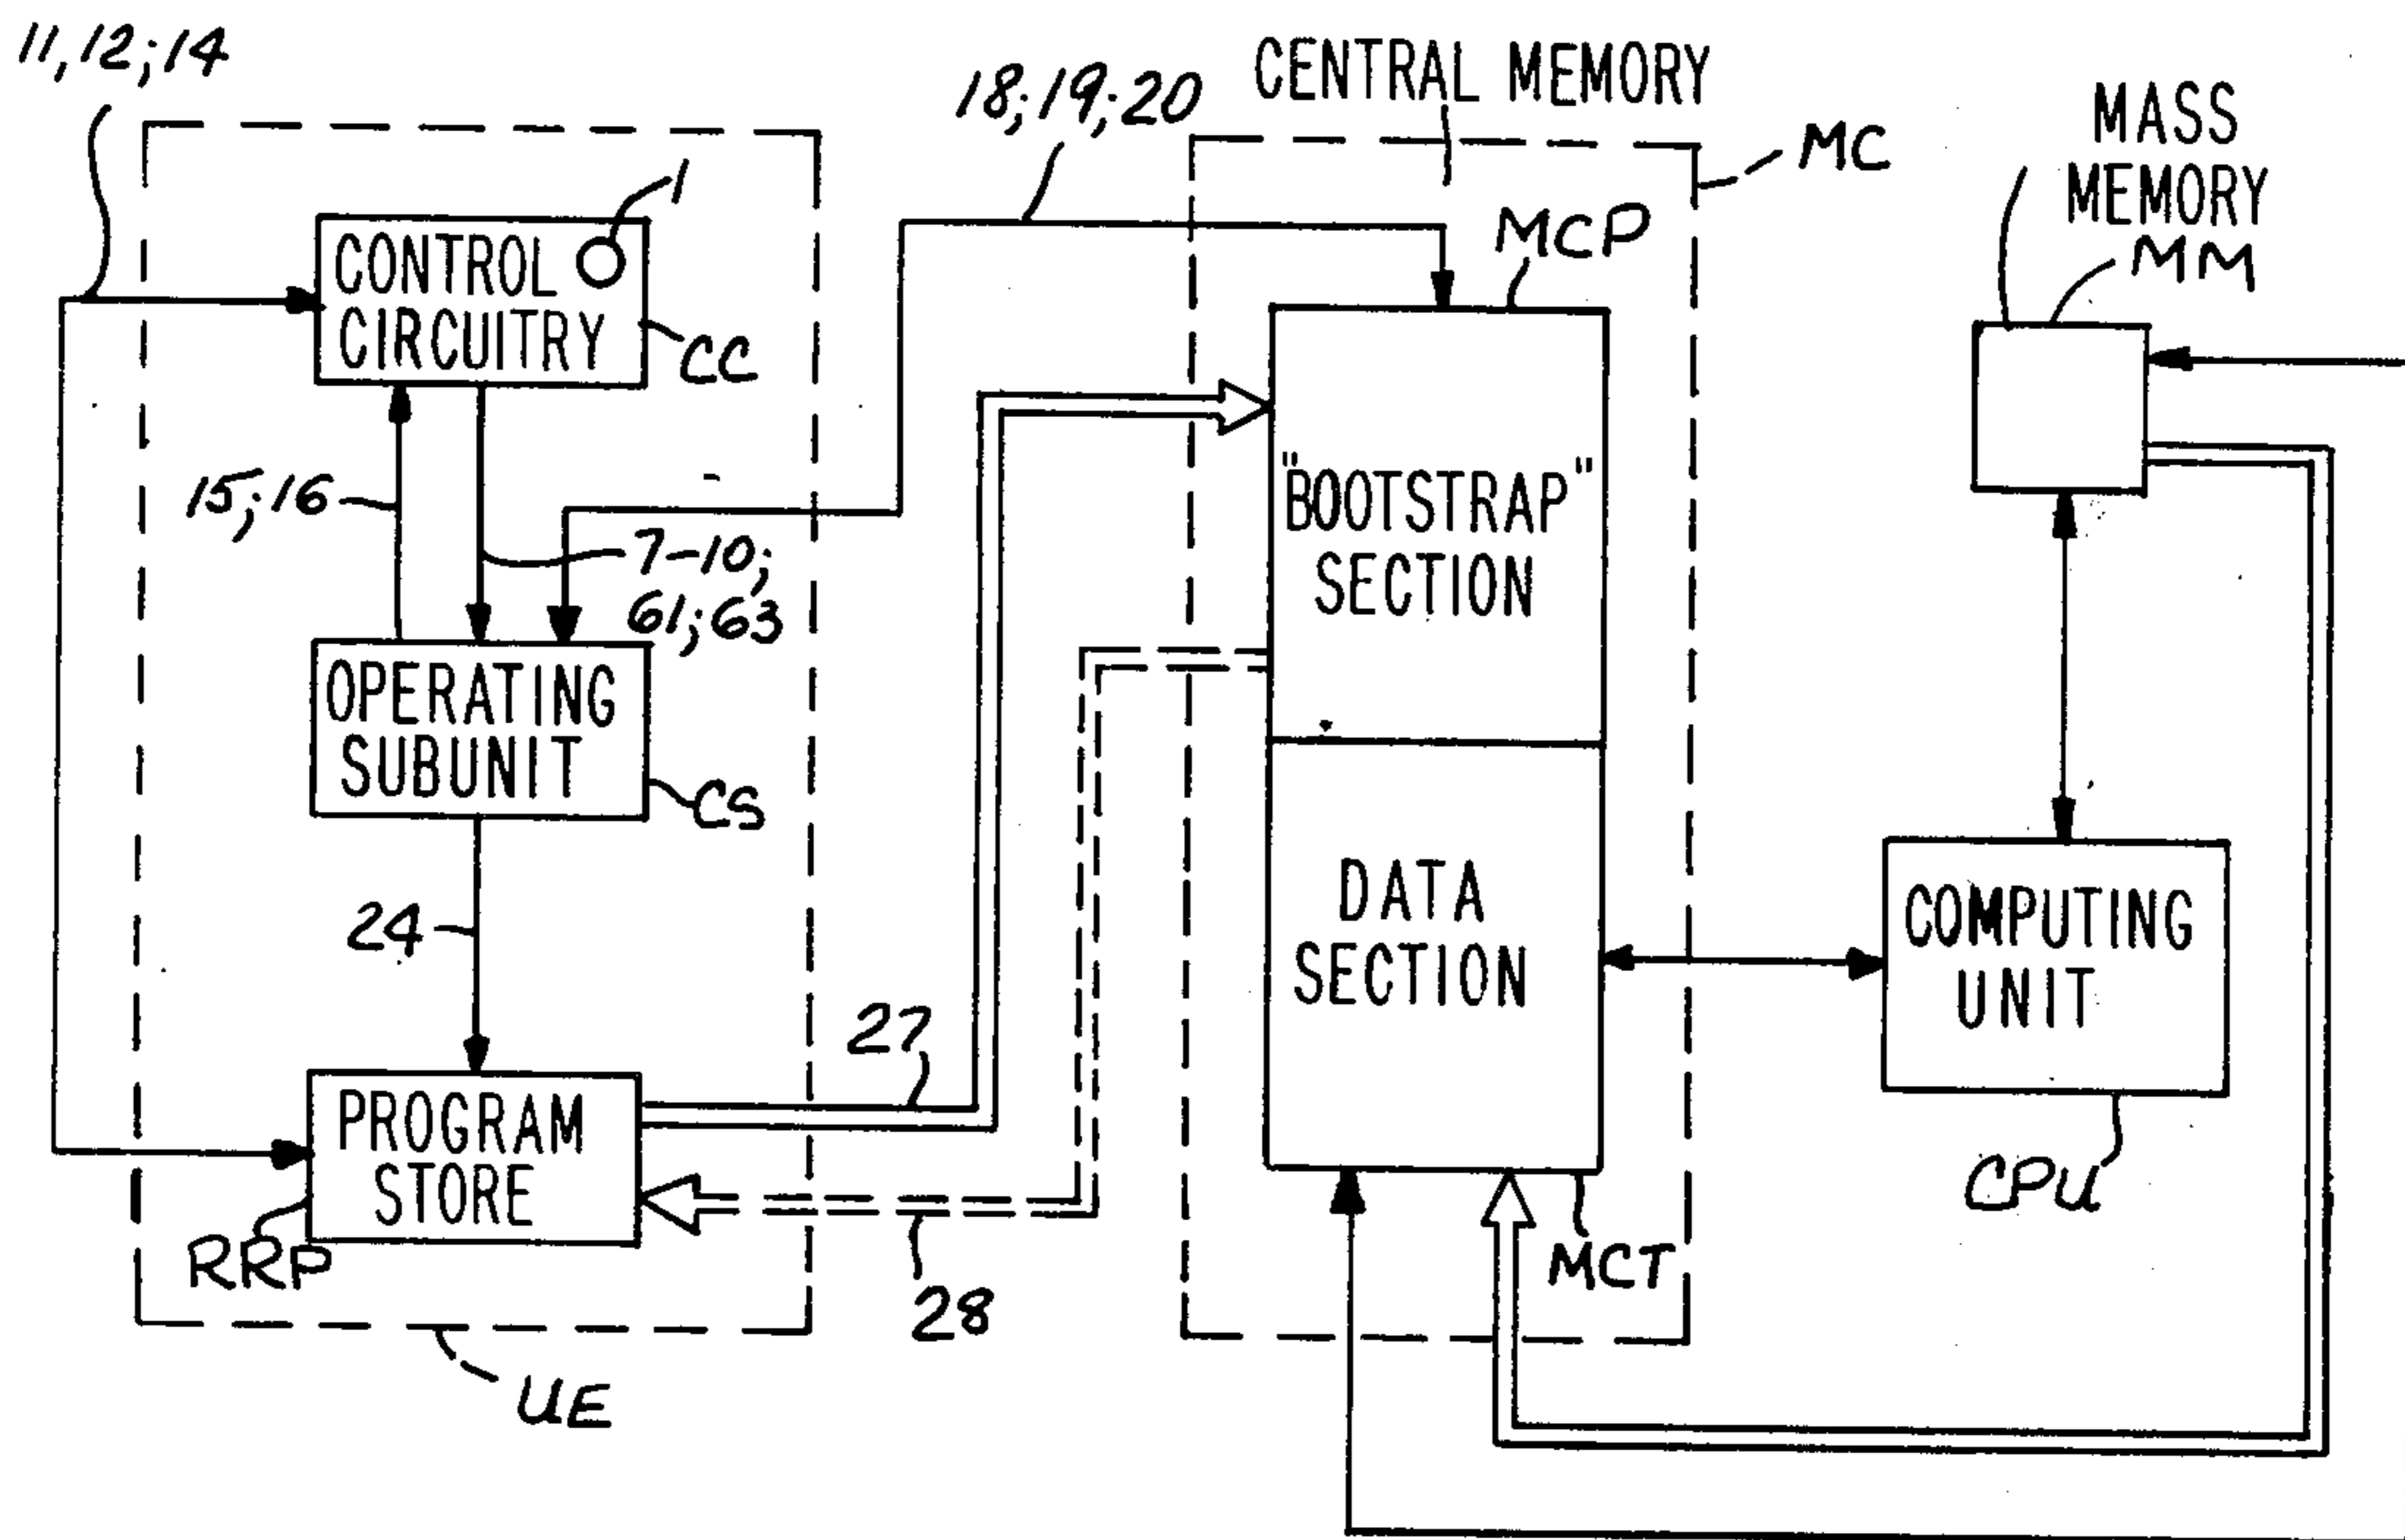 11,12;14
18;19;20
CENTRAL MEMORY
MC
MASS
MEMORY
MM
1
CONTROL
CIRCUITRY
CC
MCP
15;16
7-10;
61;63
"BOOTSTRAP"
SECTION
OPERATING
SUBUNIT
CS
DATA
SECTION
COMPUTING
UNIT
CPU
24
27
PROGRAM
STORE
RRP
28
MCT
UE